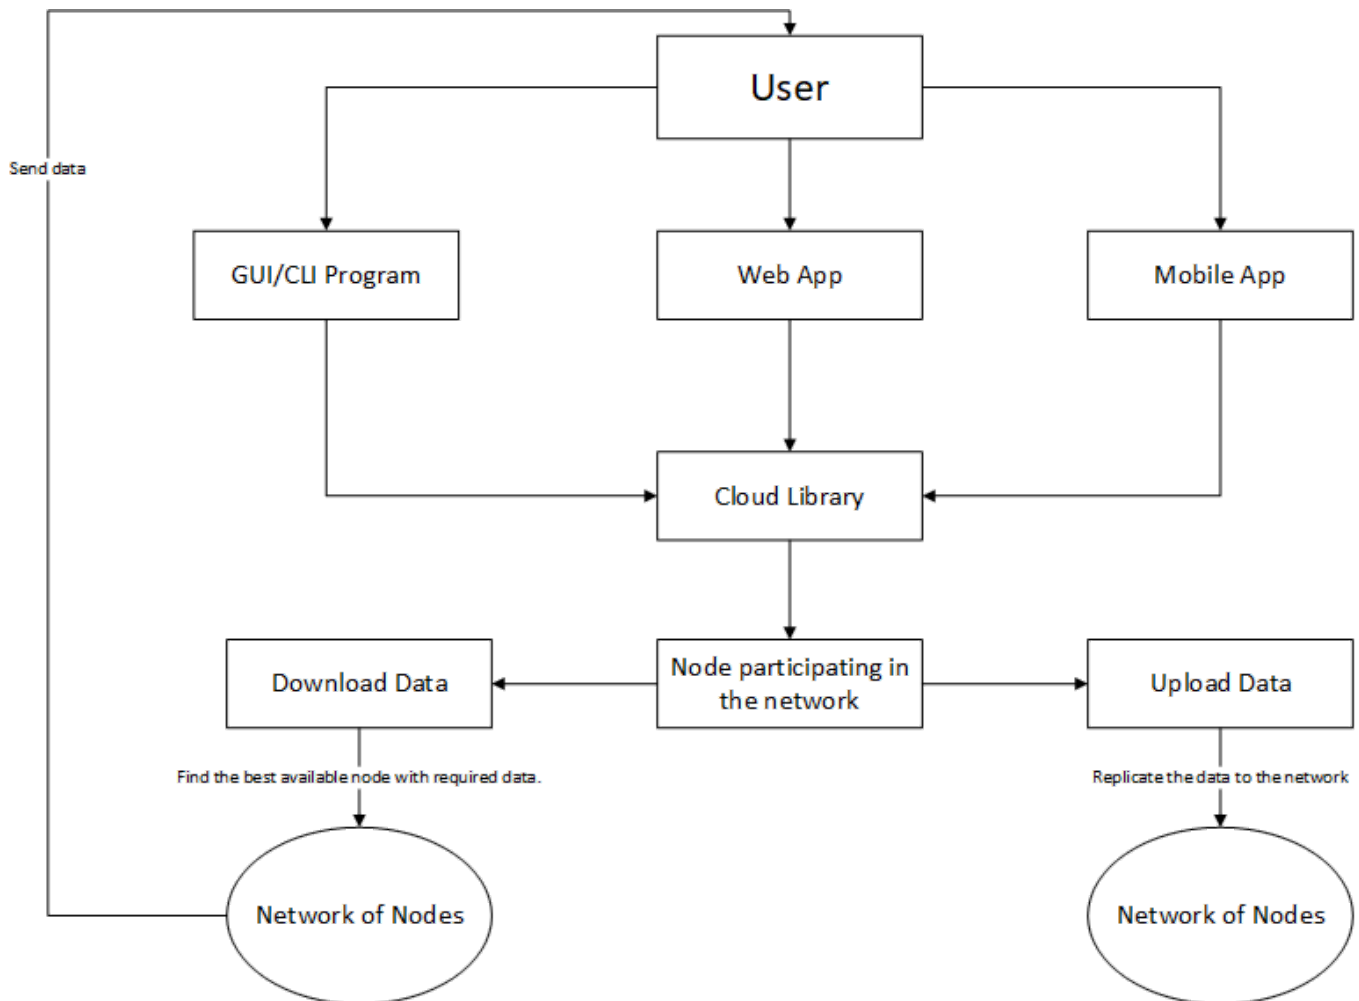 User
Send data
GUI/CLI Program
Web App
Mobile App
Cloud Library
Download Data
Node participating in
the network
Upload Data
Find the best available node with required data.
Replicate the data to the network
Network of Nodes
Network of Nodes